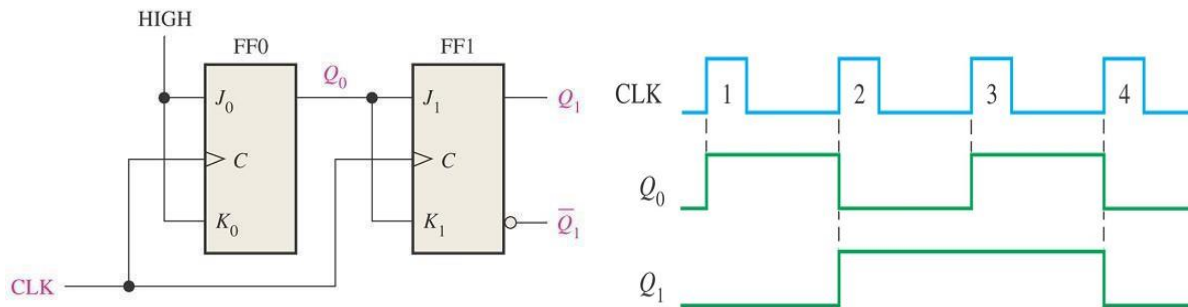 HIGH
FF0
FF1
Q₀
J₀
J₁
Q₁
C
C
K₀
K₁
Q̅₁
CLK
CLK
1
2
3
4
Q₀
Q₁